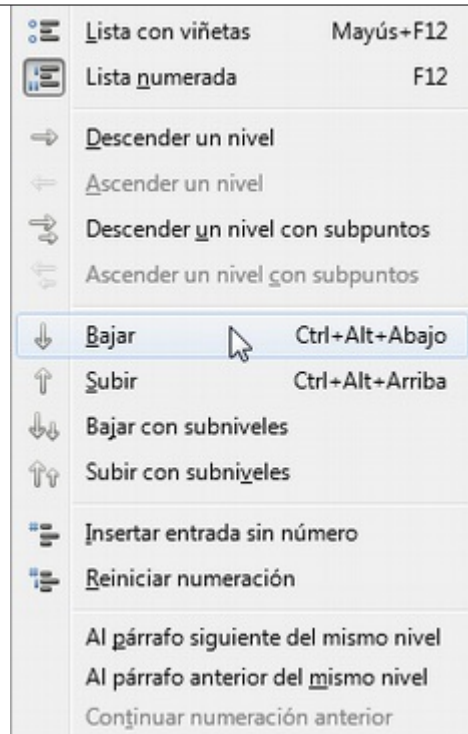 Lista con viñetas Mayús+F12
Lista numerada F12
Descender un nivel
Ascender un nivel
Descender un nivel con subpuntos
Ascender un nivel con subpuntos
Bajar Ctrl+Alt+Abajo
Subir Ctrl+Alt+Arriba
Bajar con subniveles
Subir con subniveles
Insertar entrada sin número
Reiniciar numeración
Al párrafo siguiente del mismo nivel
Al párrafo anterior del mismo nivel
Continuar numeración anterior